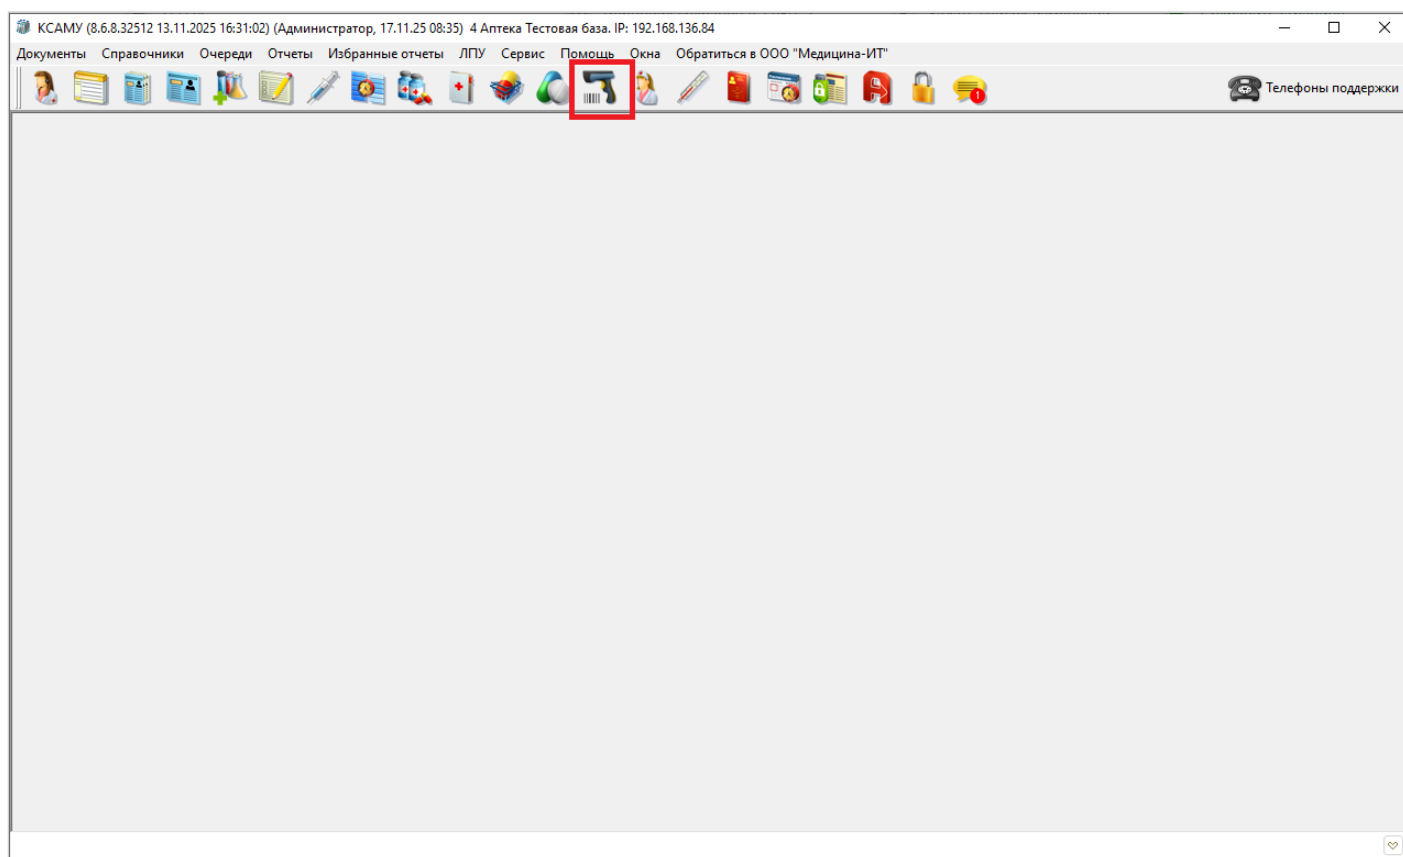 КСАМУ (8.6.8.32512 13.11.2025 16:31:02) (Администратор, 17.11.25 08:35) 4 Аптека Тестовая база. IP: 192.168.136.84
Документы Справочники Очереди Отчеты Избранные отчеты ЛПУ Сервис Помощь Окна Обратиться в ООО "Медицина-ИТ"
1 Телефоны поддержки